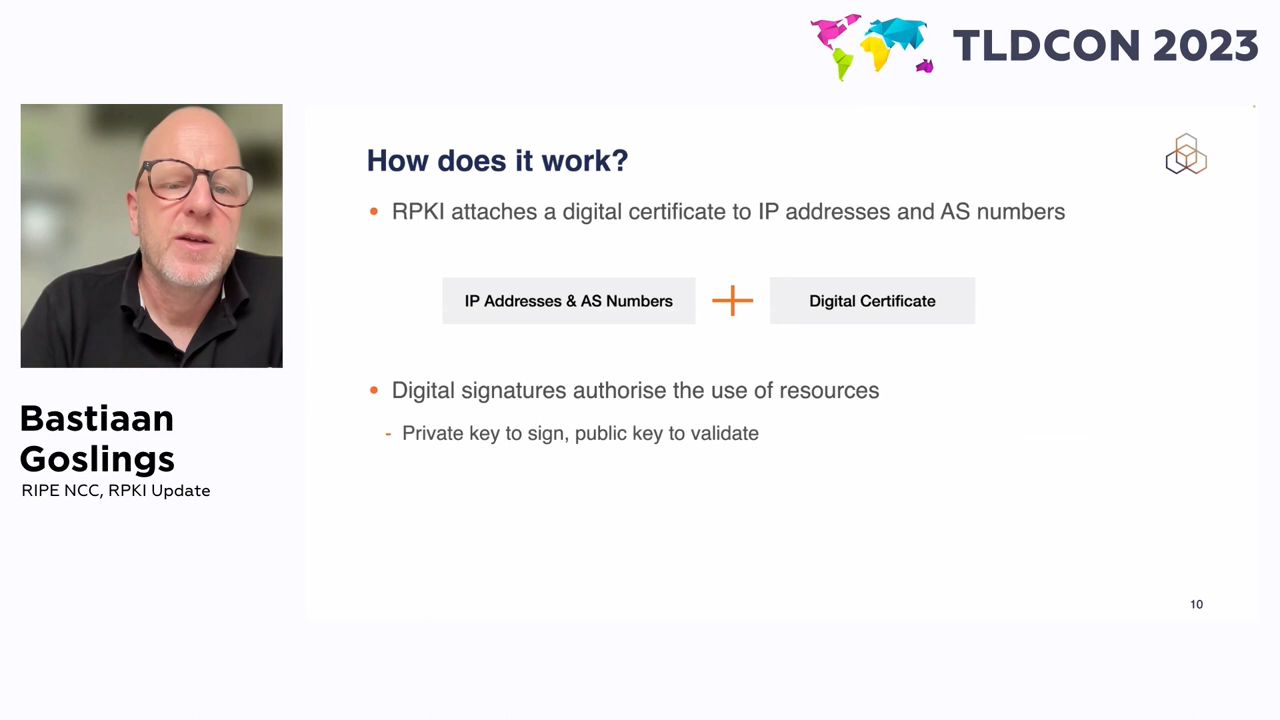 TLDCON 2023
How does it work?
• RPKI attaches a digital certificate to IP addresses and AS numbers
IP Addresses & AS Numbers + Digital Certificate
• Digital signatures authorise the use of resources
- Private key to sign, public key to validate
Bastiaan
Goslings
RIPE NCC, RPKI Update
10